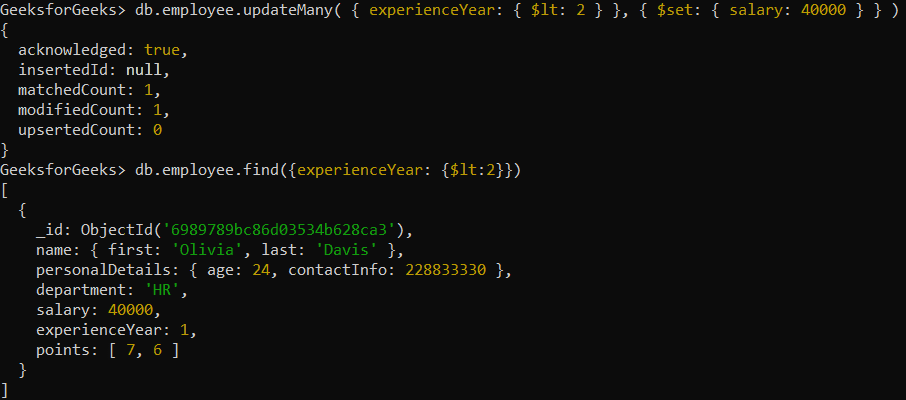 GeeksforGeeks> db.employee.updateMany( { experienceYear: { $lt: 2 } }, { $set: { salary: 40000 } } )
{
  acknowledged: true,
  insertedId: null,
  matchedCount: 1,
  modifiedCount: 1,
  upsertedCount: 0
}
GeeksforGeeks> db.employee.find({experienceYear: {$lt:2}})
[
  {
    _id: ObjectId('6989789bc86d03534b628ca3'),
    name: { first: 'Olivia', last: 'Davis' },
    personalDetails: { age: 24, contactInfo: 228833330 },
    department: 'HR',
    salary: 40000,
    experienceYear: 1,
    points: [ 7, 6 ]
  }
]